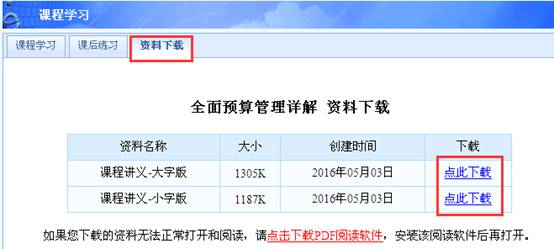 课程学习
课程学习 课后练习 资料下载
全面预算管理详解 资料下载
资料名称 大小 创建时间 下载
课程讲义-大字版 1305K 2016年05月03日 点此下载
课程讲义-小字版 1187K 2016年05月03日 点此下载
如果您下载的资料无法正常打开和阅读，请点击下载PDF阅读软件，安装该阅读软件后再打开。